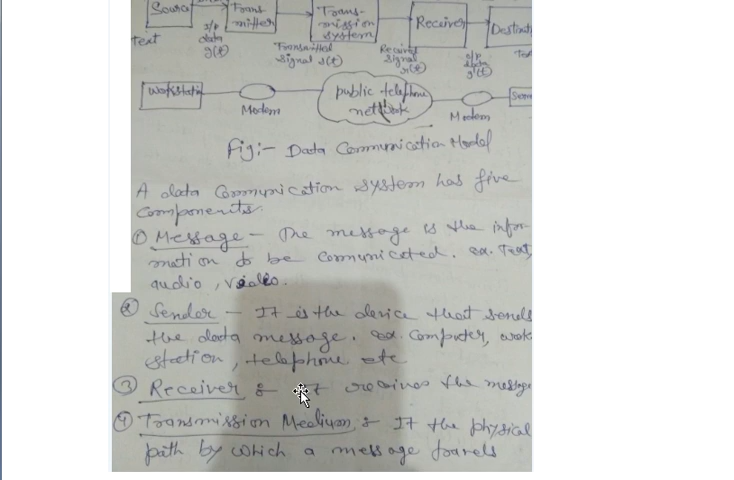 Source
Trans
mitter
Trans-
mission
system
Receiver
Destinati
Text
i/p
data
g(t)
Transmitted
signal s(t)
Received
signal
r(t)
o/p
data
g'(t)
Text
Workstation
Modem
public telephone
network
Modem
Serv
Fig:- Data Communication Model
A data Communication system has five
Components.
① Message - The message is the infor-
mation to be communicated. ex. Text,
audio, video.
② Sender - It is the device that sends
the data message. ex. Computer, work
station, telephone etc
③ Receiver : It receives the message
④ Transmission Medium : It the physical
path by which a message travels